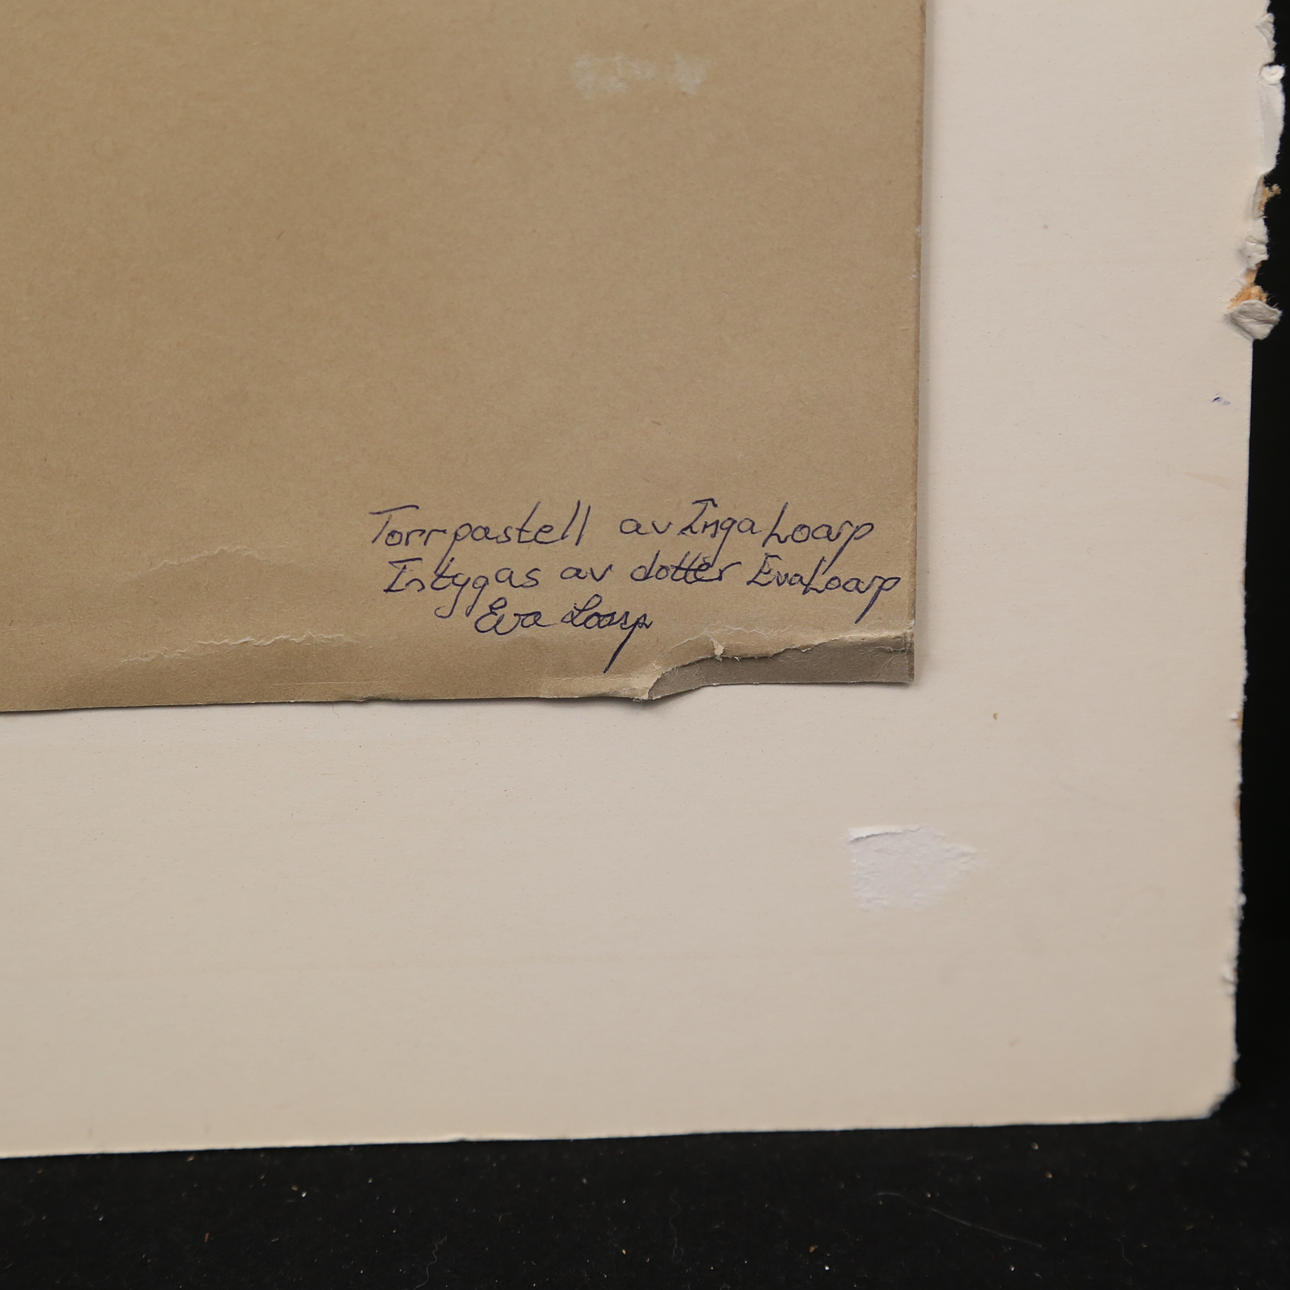 Torrpastell av Inga Loarp
Intygas av dotter Eva Loarp
Eva Loarp